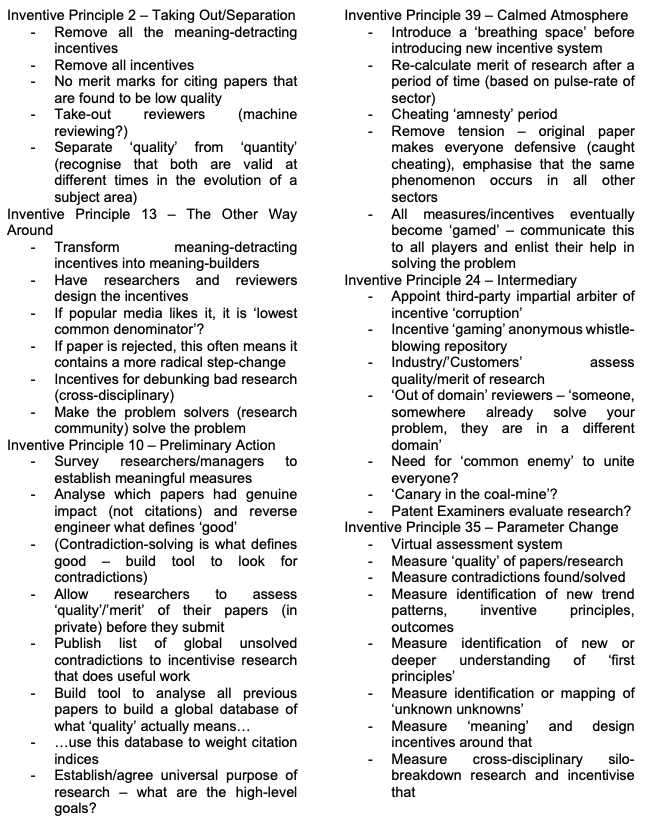 Inventive Principle 2 – Taking Out/Separation
- Remove all the meaning-detracting
incentives
- Remove all incentives
- No merit marks for citing papers that
are found to be low quality
- Take-out reviewers (machine
reviewing?)
- Separate ‘quality’ from ‘quantity’
(recognise that both are valid at
different times in the evolution of a
subject area)
Inventive Principle 13 – The Other Way
Around
- Transform meaning-detracting
incentives into meaning-builders
- Have researchers and reviewers
design the incentives
- If popular media likes it, it is ‘lowest
common denominator’?
- If paper is rejected, this often means it
contains a more radical step-change
- Incentives for debunking bad research
(cross-disciplinary)
- Make the problem solvers (research
community) solve the problem
Inventive Principle 10 – Preliminary Action
- Survey researchers/managers to
establish meaningful measures
- Analyse which papers had genuine
impact (not citations) and reverse
engineer what defines ‘good’
- (Contradiction-solving is what defines
good – build tool to look for
contradictions)
- Allow researchers to assess
‘quality’/’merit’ of their papers (in
private) before they submit
- Publish list of global unsolved
contradictions to incentivise research
that does useful work
- Build tool to analyse all previous
papers to build a global database of
what ‘quality’ actually means…
- …use this database to weight citation
indices
- Establish/agree universal purpose of
research – what are the high-level
goals?
Inventive Principle 39 – Calmed Atmosphere
- Introduce a ‘breathing space’ before
introducing new incentive system
- Re-calculate merit of research after a
period of time (based on pulse-rate of
sector)
- Cheating ‘amnesty’ period
- Remove tension – original paper
makes everyone defensive (caught
cheating), emphasise that the same
phenomenon occurs in all other
sectors
- All measures/incentives eventually
become ‘gamed’ – communicate this
to all players and enlist their help in
solving the problem
Inventive Principle 24 – Intermediary
- Appoint third-party impartial arbiter of
incentive ‘corruption’
- Incentive ‘gaming’ anonymous whistle-
blowing repository
- Industry/’Customers’ assess
quality/merit of research
- ‘Out of domain’ reviewers – ‘someone,
somewhere already solve your
problem, they are in a different
domain’
- Need for ‘common enemy’ to unite
everyone?
- ‘Canary in the coal-mine’?
- Patent Examiners evaluate research?
Inventive Principle 35 – Parameter Change
- Virtual assessment system
- Measure ‘quality’ of papers/research
- Measure contradictions found/solved
- Measure identification of new trend
patterns, inventive principles,
outcomes
- Measure identification of new or
deeper understanding of ‘first
principles’
- Measure identification or mapping of
‘unknown unknowns’
- Measure ‘meaning’ and design
incentives around that
- Measure cross-disciplinary silo-
breakdown research and incentivise
that